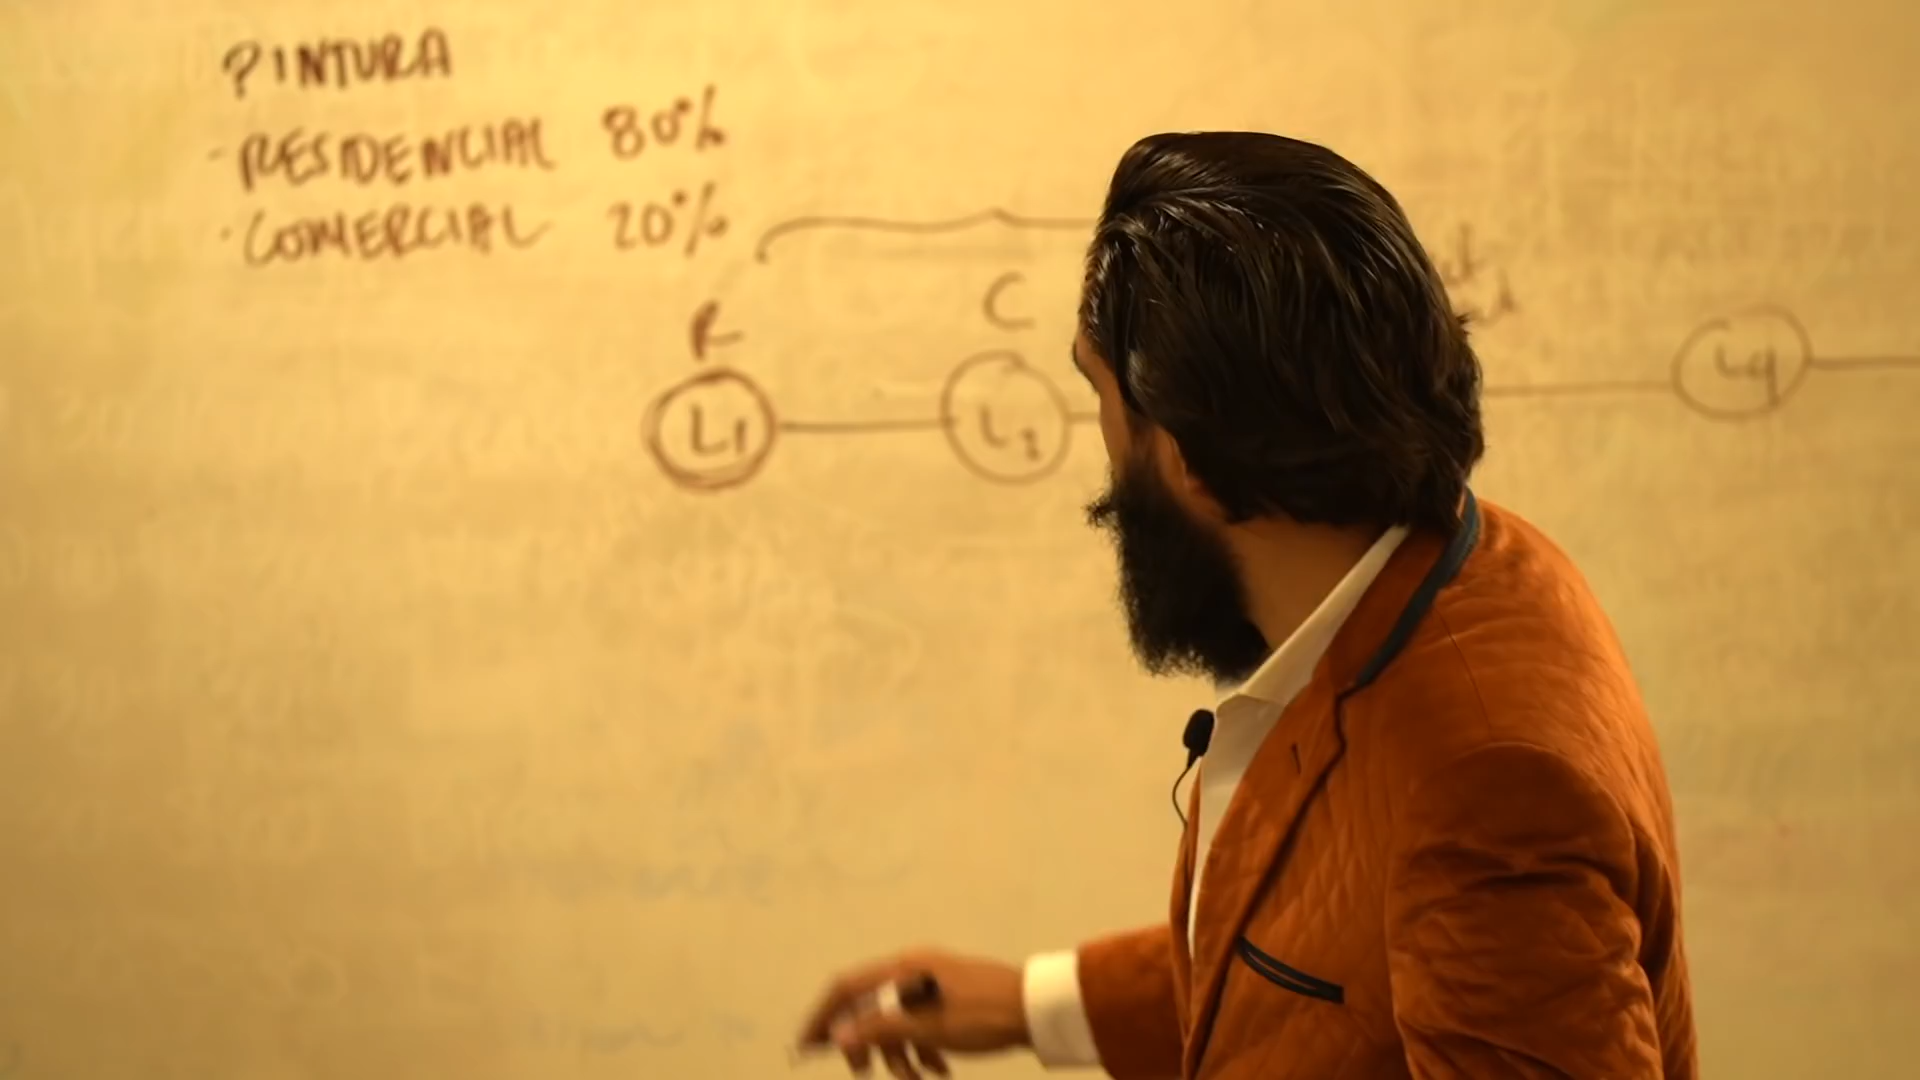 PINTURA
- RESIDENCIAL 80%
· COMERCIAL 20%
R
C
L1
L2
L4